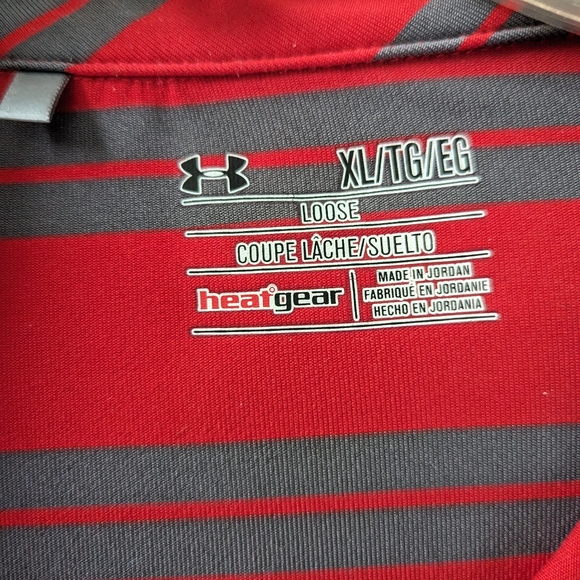 XL/TG/EG
LOOSE
COUPE LÂCHE/SUELTO
heatgear
MADE IN JORDAN
FABRIQUÉ EN JORDANIE
HECHO EN JORDANIA